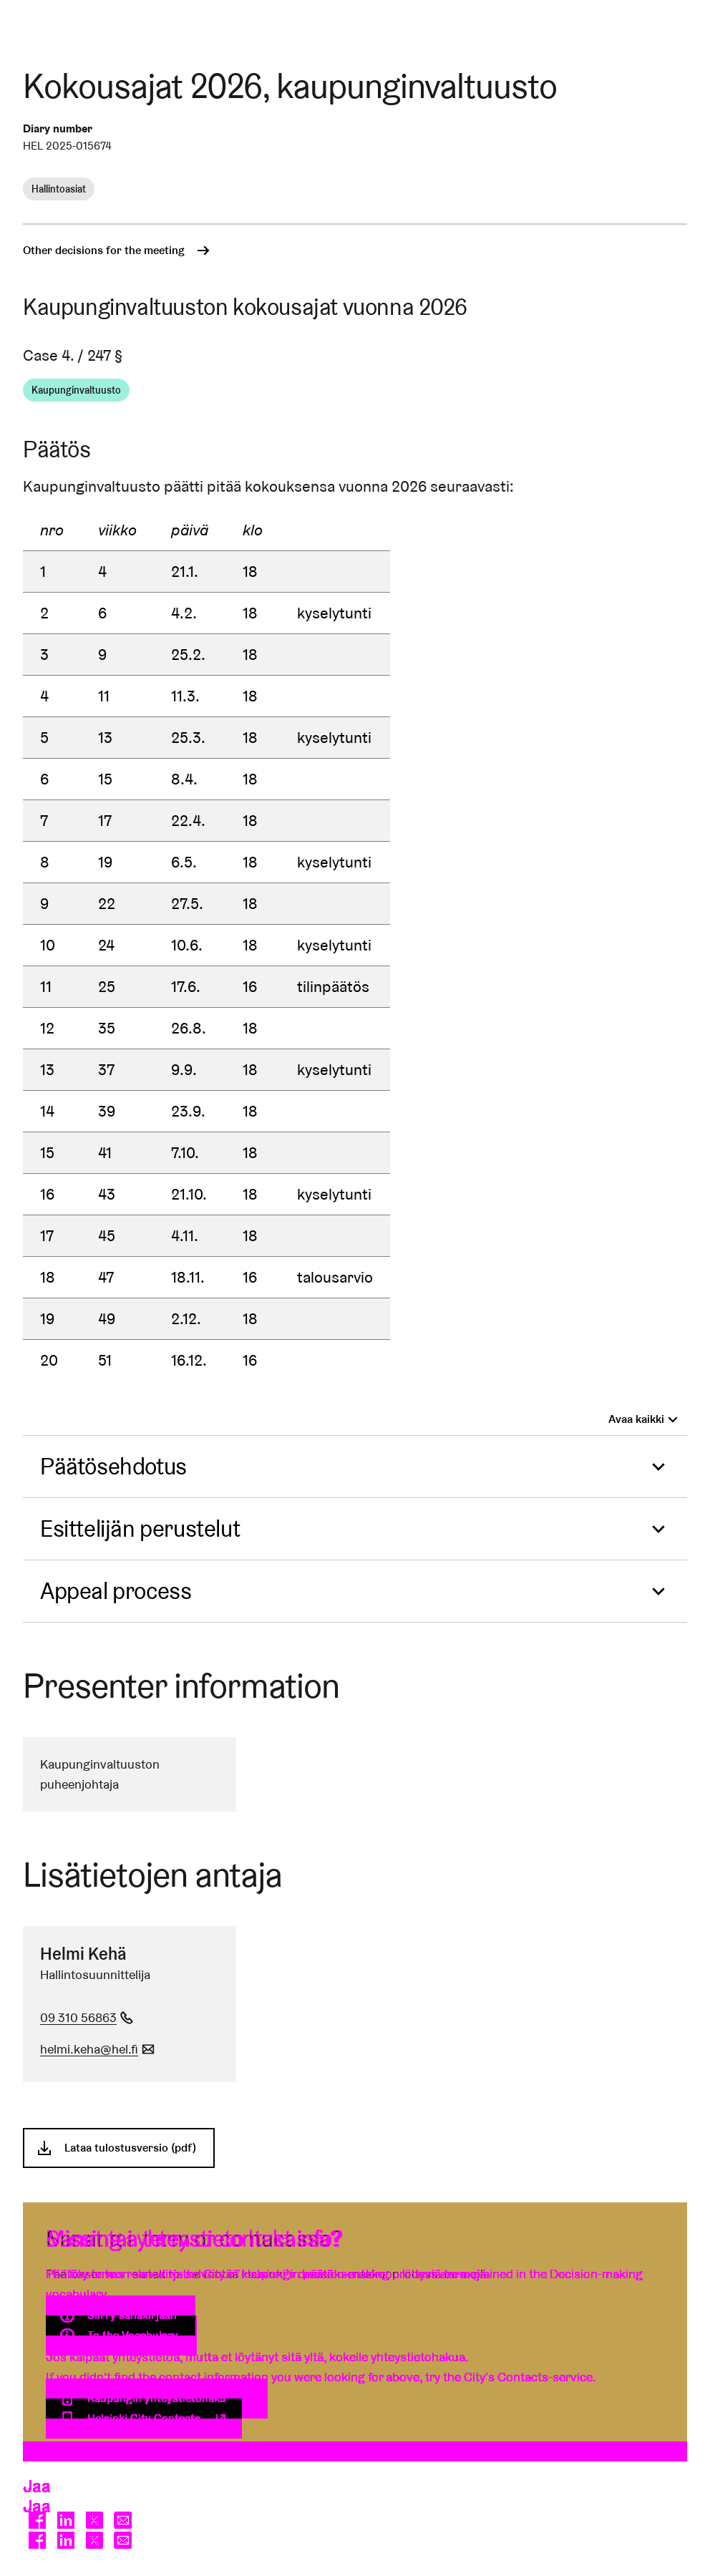 Kokousajat 2026, kaupunginvaltuusto
Diary number
HEL 2025-015674
Hallintoasiat
Other decisions for the meeting
Kaupunginvaltuuston kokousajat vuonna 2026
Case 4. / 247 §
Kaupunginvaltuusto
Päätös
Kaupunginvaltuusto päätti pitää kokouksensa vuonna 2026 seuraavasti:
nro viikko päivä klo
1 4 21.1. 18
2 6 4.2. 18 kyselytunti
3 9 25.2. 18
4 11 11.3. 18
5 13 25.3. 18 kyselytunti
6 15 8.4. 18
7 17 22.4. 18
8 19 6.5. 18 kyselytunti
9 22 27.5. 18
10 24 10.6. 18 kyselytunti
11 25 17.6. 16 tilinpäätös
12 35 26.8. 18
13 37 9.9. 18 kyselytunti
14 39 23.9. 18
15 41 7.10. 18
16 43 21.10. 18 kyselytunti
17 45 4.11. 18
18 47 18.11. 16 talousarvio
19 49 2.12. 18
20 51 16.12. 16
Avaa kaikki
Päätösehdotus
Esittelijän perustelut
Appeal process
Presenter information
Kaupunginvaltuuston
puheenjohtaja
Lisätietojen antaja
Helmi Kehä
Hallintosuunnittelija
09 310 56863
helmi.keha@hel.fi
Lataa tulostusversio (pdf)
vocabulary.
To the Vocabulary
Jos kaipaat yhteystietoa, mutta et löytänyt sitä yltä, kokeile yhteystietohakua.
If you didn't find the contact information you were looking for above, try the City's Contacts-service.
Kaupungin yhteystietohaku
Helsinki City Contacts
Jaa
Jaa